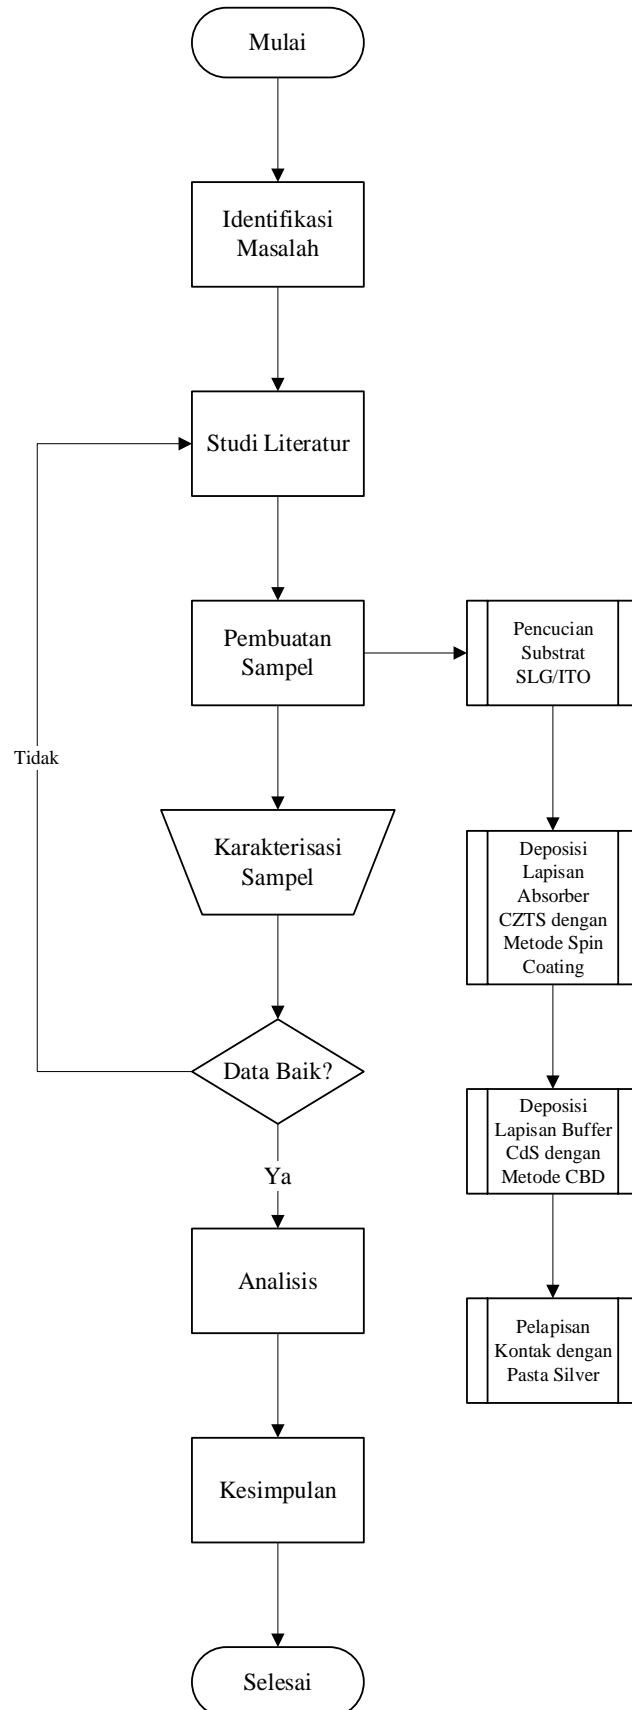 Mulai
Identifikasi
Masalah
Studi Literatur
Pembuatan
Sampel
Pencucian
Substrat
SLG/ITO
Tidak
Karakterisasi
Sampel
Deposisi
Lapisan
Absorber
CZTS dengan
Metode Spin
Coating
Data Baik?
Deposisi
Lapisan Buffer
CdS dengan
Metode CBD
Ya
Analisis
Pelapisan
Kontak dengan
Pasta Silver
Kesimpulan
Selesai